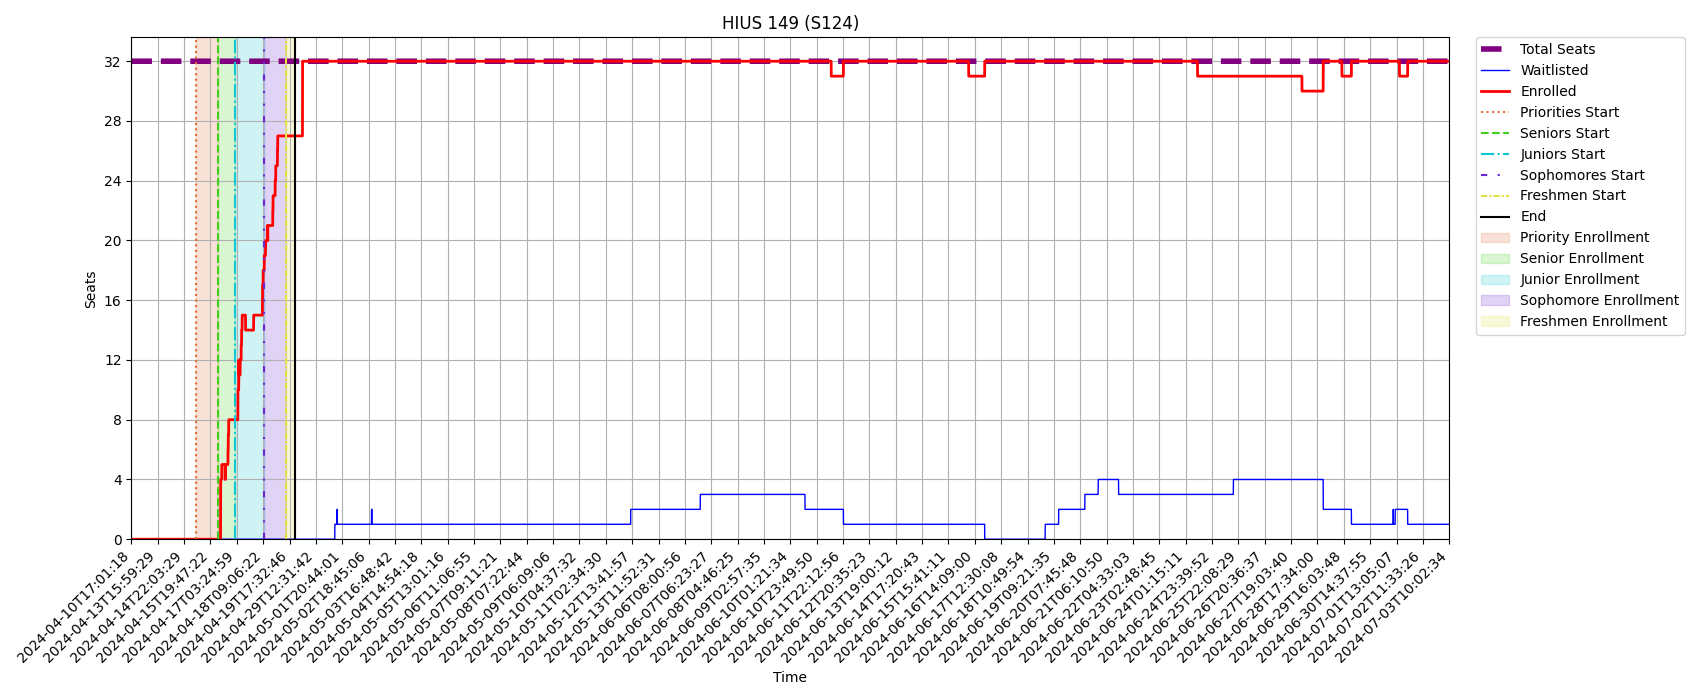 HIUS 149 (S124)
Seats
32
28
24
20
16
12
8
4
0
2024-04-10T17:01:18
2024-04-13T15:59:29
2024-04-14T22:03:29
2024-04-15T19:47:22
2024-04-17T03:24:59
2024-04-18T09:06:22
2024-04-19T17:32:46
2024-04-29T12:31:42
2024-05-01T20:44:01
2024-05-02T18:45:06
2024-05-03T16:48:42
2024-05-04T14:54:18
2024-05-05T13:01:16
2024-05-06T11:06:55
2024-05-07T09:11:21
2024-05-08T07:22:44
2024-05-09T06:09:06
2024-05-10T04:37:32
2024-05-11T02:34:30
2024-05-12T13:41:57
2024-05-13T11:52:31
2024-06-06T08:00:56
2024-06-07T06:23:27
2024-06-08T04:46:25
2024-06-09T02:57:35
2024-06-10T01:21:34
2024-06-10T23:49:50
2024-06-11T22:12:56
2024-06-12T20:35:23
2024-06-13T19:00:12
2024-06-14T17:20:43
2024-06-15T15:41:11
2024-06-16T14:09:00
2024-06-17T12:30:08
2024-06-18T10:49:54
2024-06-19T09:21:35
2024-06-20T07:45:48
2024-06-21T06:10:50
2024-06-22T04:33:03
2024-06-23T02:48:45
2024-06-24T01:15:11
2024-06-24T23:39:52
2024-06-25T22:08:29
2024-06-26T20:36:37
2024-06-27T19:03:40
2024-06-28T17:34:00
2024-06-29T16:03:48
2024-06-30T14:37:55
2024-07-01T13:05:07
2024-07-02T11:33:26
2024-07-03T10:02:34
Time
Total Seats
Waitlisted
Enrolled
Priorities Start
Seniors Start
Juniors Start
Sophomores Start
Freshmen Start
End
Priority Enrollment
Senior Enrollment
Junior Enrollment
Sophomore Enrollment
Freshmen Enrollment